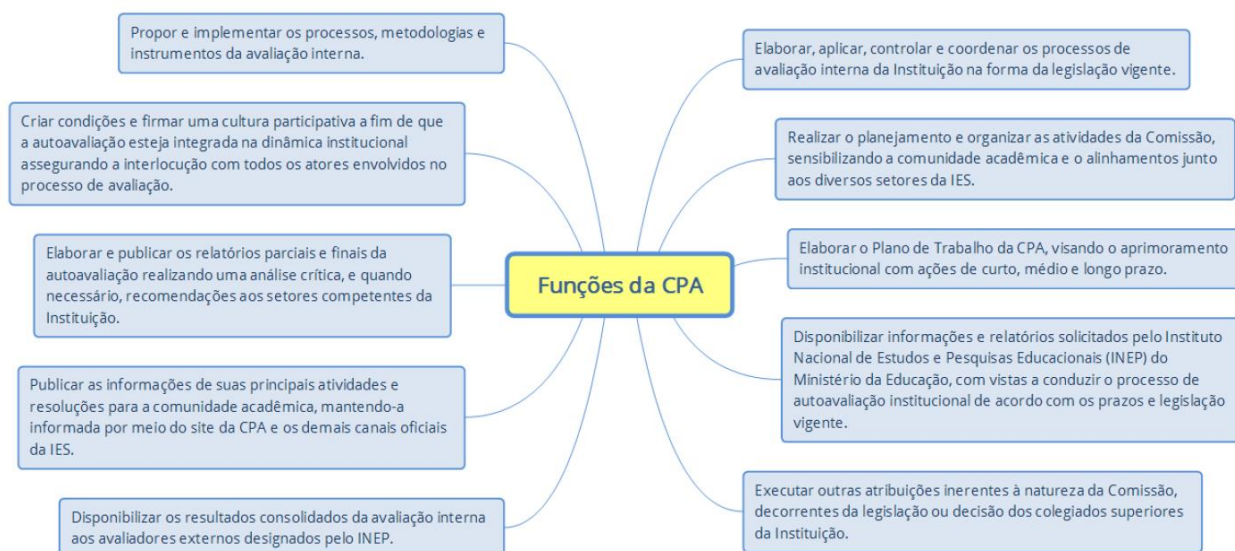 Propor e implementar os processos, metodologias e
instrumentos da avaliação interna.
Criar condições e firmar uma cultura participativa a fim de que
a autoavaliação esteja integrada na dinâmica institucional
assegurando a interlocução com todos os atores envolvidos no
processo de avaliação.
Elaborar e publicar os relatórios parciais e finais da
autoavaliação realizando uma análise crítica, e quando
necessário, recomendações aos setores competentes da
Instituição.
Publicar as informações de suas principais atividades e
resoluções para a comunidade acadêmica, mantendo-a
informada por meio do site da CPA e os demais canais oficiais
da IES.
Disponibilizar os resultados consolidados da avaliação interna
aos avaliadores externos designados pelo INEP.
Funções da CPA
Elaborar, aplicar, controlar e coordenar os processos de
avaliação interna da Instituição na forma da legislação vigente.
Realizar o planejamento e organizar as atividades da Comissão,
sensibilizando a comunidade acadêmica e o alinhamentos junto
aos diversos setores da IES.
Elaborar o Plano de Trabalho da CPA, visando o aprimoramento
institucional com ações de curto, médio e longo prazo.
Disponibilizar informações e relatórios solicitados pelo Instituto
Nacional de Estudos e Pesquisas Educacionais (INEP) do
Ministério da Educação, com vistas a conduzir o processo de
autoavaliação institucional de acordo com os prazos e legislação
vigente.
Executar outras atribuições inerentes à natureza da Comissão,
decorrentes da legislação ou decisão dos colegiados superiores
da Instituição.